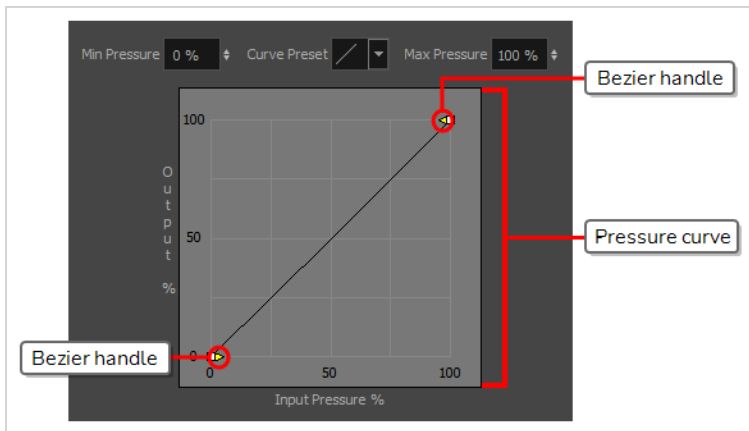 Min Pressure 0 % Curve Preset Max Pressure 100 %
Bezier handle
100
Output %
50
Pressure curve
Bezier handle
0
0 50 100
Input Pressure %